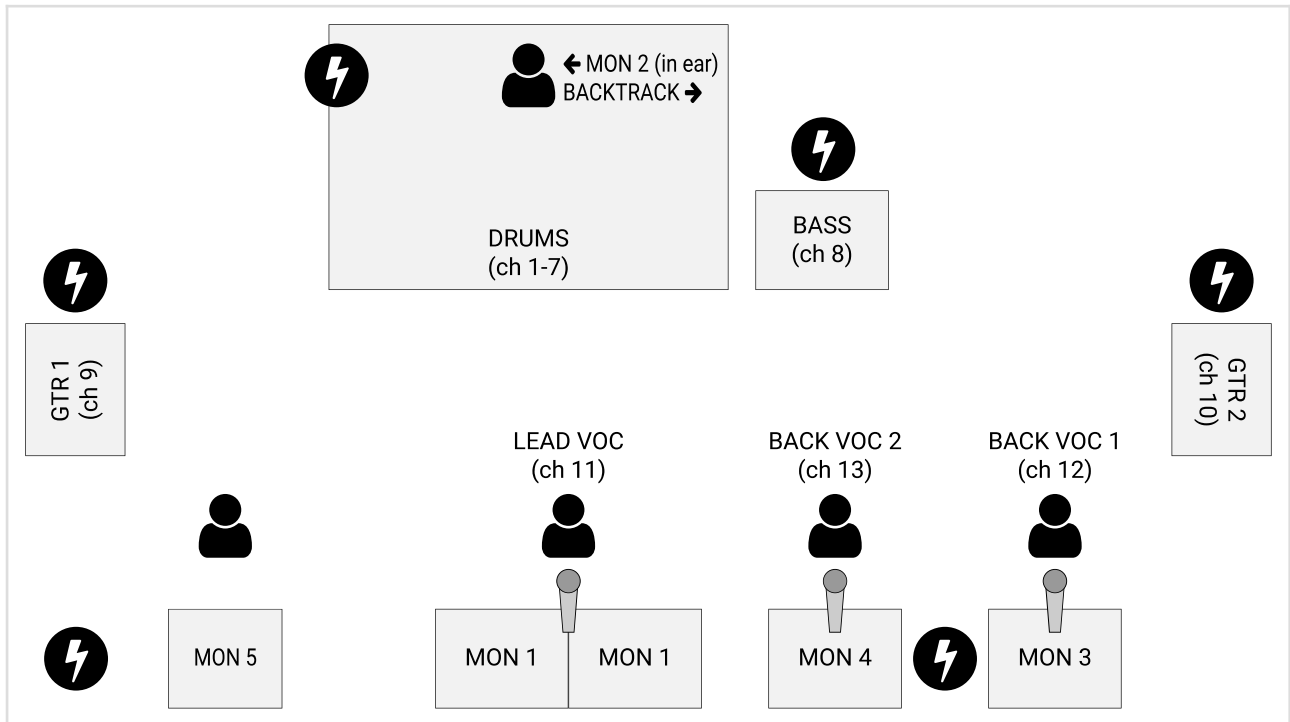 ← MON 2 (in ear)
BACKTRACK →
DRUMS
(ch 1-7)
BASS
(ch 8)
GTR 1
(ch 9)
GTR 2
(ch 10)
LEAD VOC
(ch 11)
BACK VOC 2
(ch 13)
BACK VOC 1
(ch 12)
MON 5
MON 1
MON 1
MON 4
MON 3